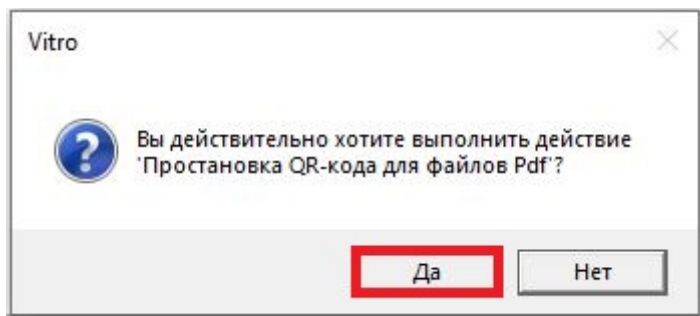 Vitro
Вы действительно хотите выполнить действие
'Простановка QR-кода для файлов Pdf'?
Да
Нет